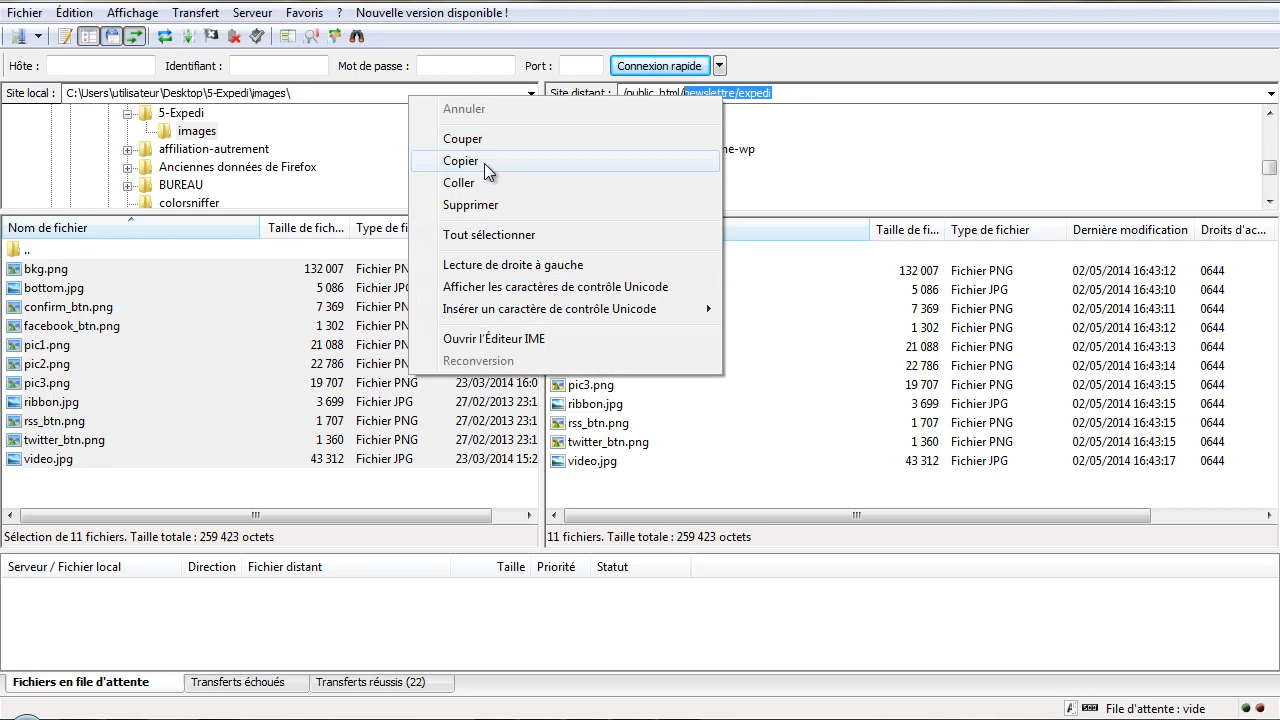 Fichier Édition Affichage Transfert Serveur Favoris ? Nouvelle version disponible !
Hôte : Identifiant : Mot de passe : Port : Connexion rapide
Site local : C:\Users\utilisateur\Desktop\5-Expedi\images\
Site distant : /public_html/newslettre/expedi
5-Expedi
images
affiliation-autrement
Anciennes données de Firefox
BUREAU
colorsniffer
ne-wp
Annuler
Couper
Copier
Coller
Supprimer
Tout sélectionner
Lecture de droite à gauche
Afficher les caractères de contrôle Unicode
Insérer un caractère de contrôle Unicode
Ouvrir l'Éditeur IME
Reconversion
Nom de fichier Taille de fich... Type de fi
..
bkg.png 132 007 Fichier PNG
bottom.jpg 5 086 Fichier JPG
confirm_btn.png 7 369 Fichier PNG
facebook_btn.png 1 302 Fichier PNG
pic1.png 21 088 Fichier PNG
pic2.png 22 786 Fichier PNG
pic3.png 19 707 Fichier PNG 23/03/2014 16:0
ribbon.jpg 3 699 Fichier JPG 27/02/2013 23:1
rss_btn.png 1 707 Fichier PNG 27/02/2013 23:1
twitter_btn.png 1 360 Fichier PNG 27/02/2013 23:1
video.jpg 43 312 Fichier JPG 23/03/2014 15:2
Sélection de 11 fichiers. Taille totale : 259 423 octets
Taille de fi... Type de fichier Dernière modification Droits d'ac...
132 007 Fichier PNG 02/05/2014 16:43:12 0644
5 086 Fichier JPG 02/05/2014 16:43:10 0644
7 369 Fichier PNG 02/05/2014 16:43:11 0644
1 302 Fichier PNG 02/05/2014 16:43:12 0644
21 088 Fichier PNG 02/05/2014 16:43:13 0644
22 786 Fichier PNG 02/05/2014 16:43:14 0644
pic3.png 19 707 Fichier PNG 02/05/2014 16:43:15 0644
ribbon.jpg 3 699 Fichier JPG 02/05/2014 16:43:15 0644
rss_btn.png 1 707 Fichier PNG 02/05/2014 16:43:15 0644
twitter_btn.png 1 360 Fichier PNG 02/05/2014 16:43:15 0644
video.jpg 43 312 Fichier JPG 02/05/2014 16:43:17 0644
11 fichiers. Taille totale : 259 423 octets
Serveur / Fichier local Direction Fichier distant Taille Priorité Statut
Fichiers en file d'attente Transferts échoués Transferts réussis (22)
File d'attente : vide